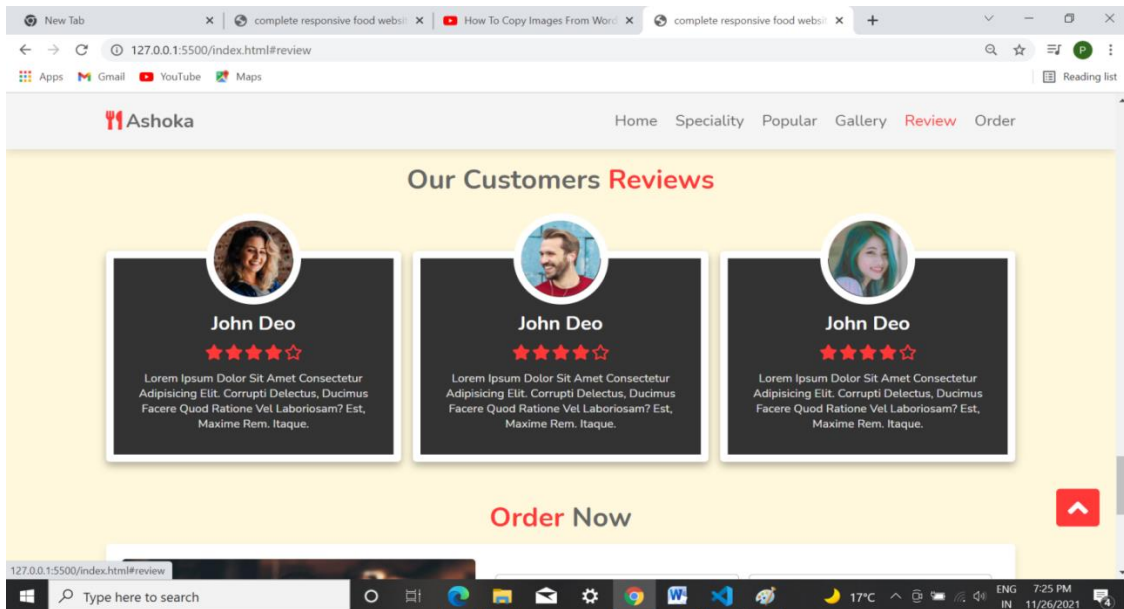 New Tab
complete responsive food websi
How To Copy Images From Word
complete responsive food websi
127.0.0.1:5500/index.html#review
P
Apps Gmail YouTube Maps Reading list
Ashoka
Home Speciality Popular Gallery Review Order
Our Customers Reviews
John Deo
Lorem Ipsum Dolor Sit Amet Consectetur
Adipisicing Elit. Corrupti Delectus, Ducimus
Facere Quod Ratione Vel Laboriosam? Est,
Maxime Rem. Itaque.
John Deo
Lorem Ipsum Dolor Sit Amet Consectetur
Adipisicing Elit. Corrupti Delectus, Ducimus
Facere Quod Ratione Vel Laboriosam? Est,
Maxime Rem. Itaque.
John Deo
Lorem Ipsum Dolor Sit Amet Consectetur
Adipisicing Elit. Corrupti Delectus, Ducimus
Facere Quod Ratione Vel Laboriosam? Est,
Maxime Rem. Itaque.
Order Now
127.0.0.1:5500/index.html#review
Type here to search
W
17°C
ENG
IN
7:25 PM
11/26/2021
4